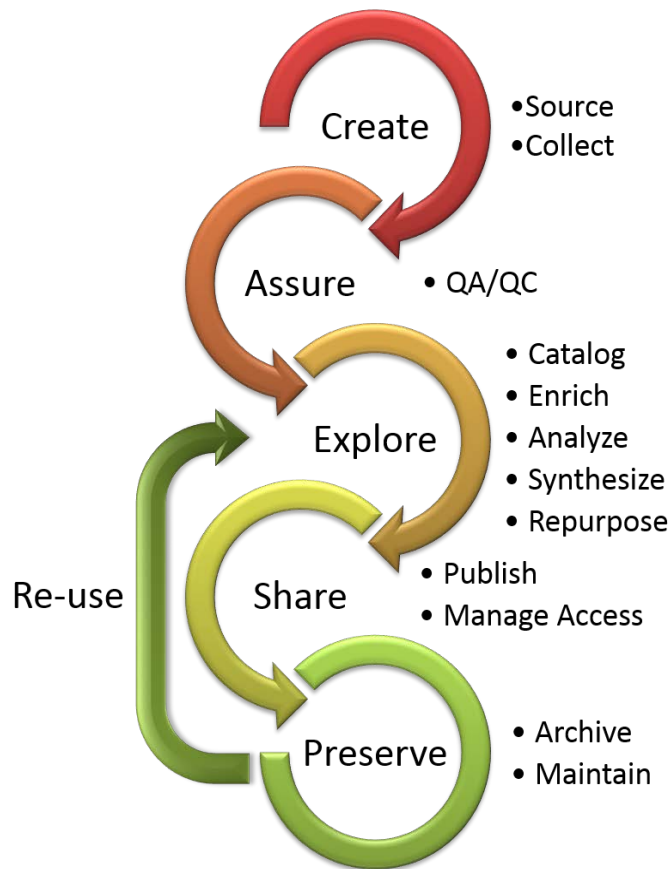 Create
•Source
•Collect
Assure
• QA/QC
Explore
• Catalog
• Enrich
• Analyze
• Synthesize
• Repurpose
Re-use
Share
• Publish
• Manage Access
Preserve
• Archive
• Maintain